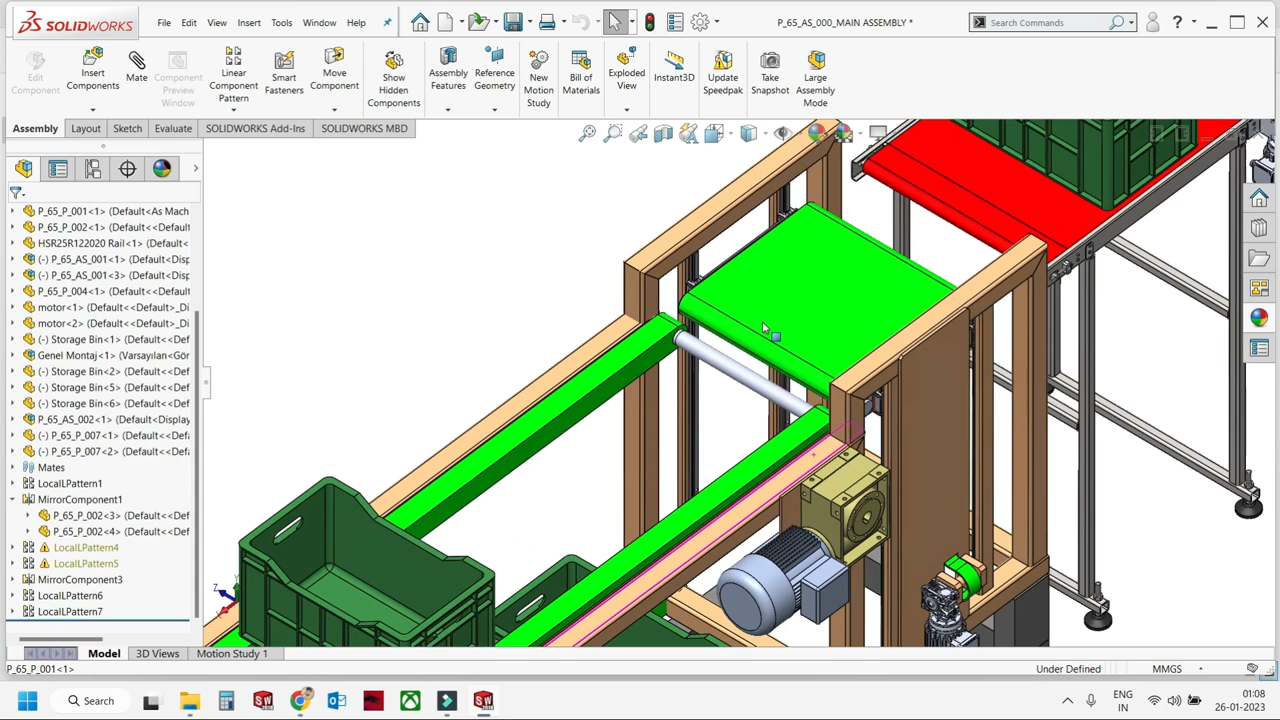 SOLIDWORKS File Edit View Insert Tools Window Help P_65_AS_000_MAIN ASSEMBLY * Search Commands ?
Edit Component
Insert Components
Mate
Component Preview Window
Linear Component Pattern
Smart Fasteners
Move Component
Show Hidden Components
Assembly Features
Reference Geometry
New Motion Study
Bill of Materials
Exploded View
Instant3D
Update Speedpak
Take Snapshot
Large Assembly Mode
Assembly Layout Sketch Evaluate SOLIDWORKS Add-Ins SOLIDWORKS MBD
P_65_P_001<1> (Default<As Mach
P_65_P_002<1> (Default<<Defau
HSR25R122020 Rail<1> (Default<
(-) P_65_AS_001<1> (Default<Disp
(-) P_65_AS_001<3> (Default<Disp
P_65_P_004<1> (Default<<Default
motor<1> (Default<Default>_Di
motor<2> (Default<Default>_Di
(-) Storage Bin<1> (Default<<Def
Genel Montaj<1> (Varsayılan<Gör
(-) Storage Bin<2> (Default<<Def
(-) Storage Bin<5> (Default<<Def
(-) Storage Bin<6> (Default<<Def
P_65_AS_002<1> (Default<Display
(-) P_65_P_007<1> (Default<<Defa
(-) P_65_P_007<2> (Default<<Defa
Mates
LocalLPattern1
MirrorComponent1
P_65_P_002<3> (Default<<Def
P_65_P_002<4> (Default<<Def
LocalLPattern4
LocalLPattern5
MirrorComponent3
LocalLPattern6
LocalLPattern7
Z
Model 3D Views Motion Study 1
P_65_P_001<1> Under Defined MMGS
Search ENG 01:08
IN 26-01-2023